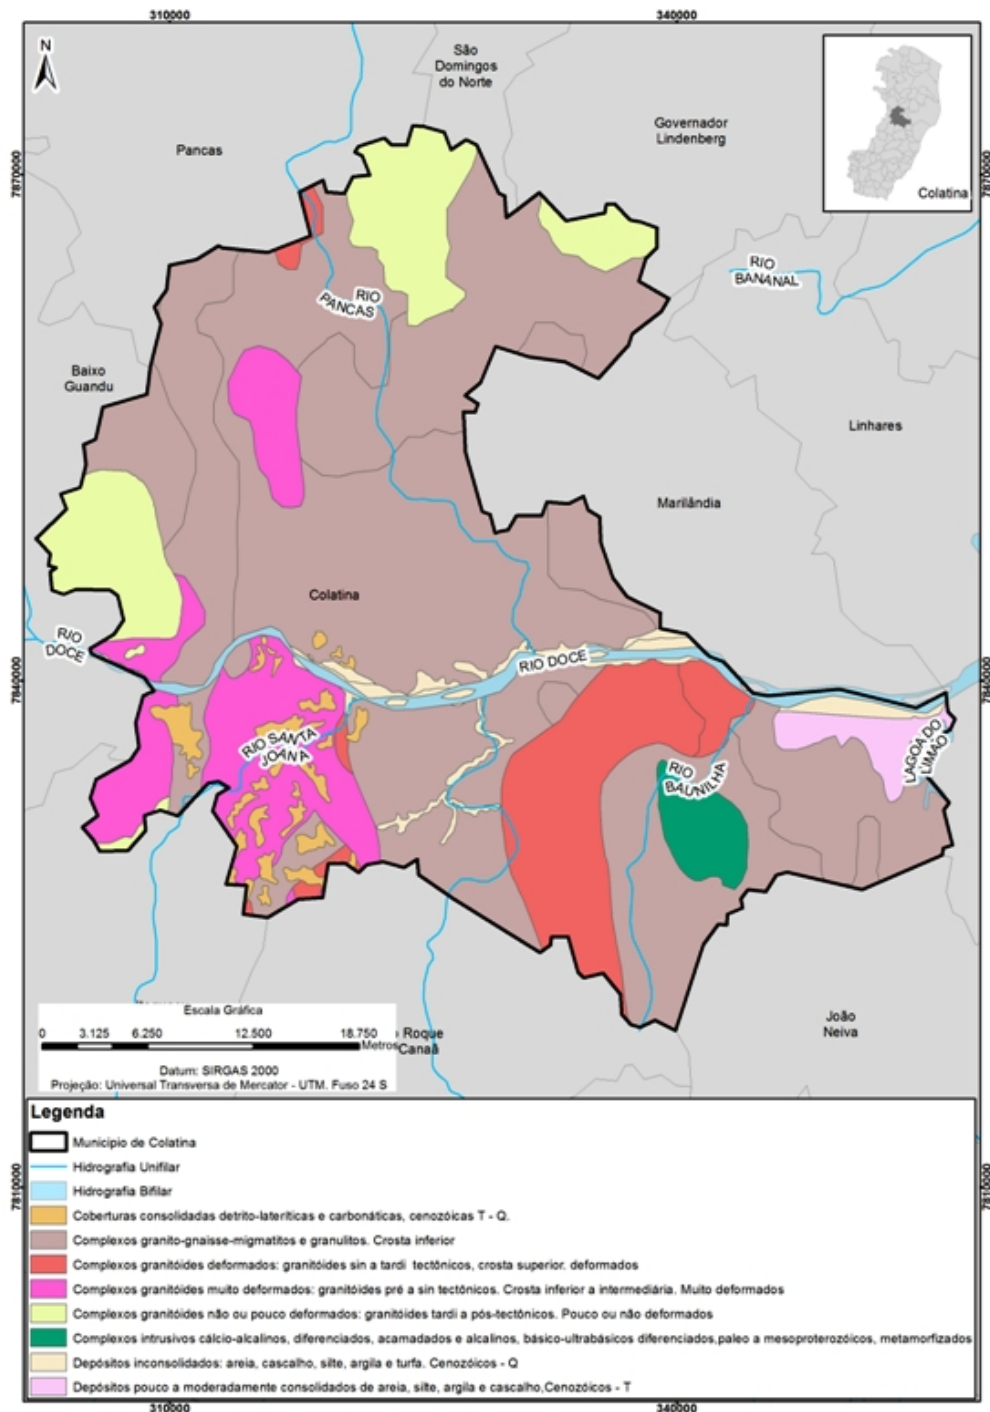 310000
340000
N
São
Domingos
do Norte
Governador
Lindenberg
Pancas
7870000
7870000
Colatina
RIO
BANANAL
RIO
PANCAS
Baixo
Guandu
Linhares
Marilândia
Colatina
RIO
DOCE
RIO DOCE
7840000
7840000
RIO SANTA
JOANA
LAGOA DO
LIMÃO
RIO
BAUNILHA
Escala Gráfica
0 3.125 6.250 12.500 18.750
Metros
Roque
Canaã
João
Neiva
Datum: SIRGAS 2000
Projeção: Universal Transversa de Mercator - UTM. Fuso 24 S
Legenda
Município de Colatina
Hidrografia Unifilar
7810000
7810000
Hidrografia Bifilar
Coberturas consolidadas detrito-lateríticas e carbonáticas, cenozóicas T - Q.
Complexos granito-gnaisse-migmatitos e granulitos. Crosta inferior
Complexos granitóides deformados: granitóides sin a tardi tectônicos, crosta superior. deformados
Complexos granitóides muito deformados: granitóides pré a sin tectônicos. Crosta inferior a intermediária. Muito deformados
Complexos granitóides não ou pouco deformados: granitóides tardi a pós-tectônicos. Pouco ou não deformados
Complexos intrusivos cálcio-alcalinos, diferenciados, acamadados e alcalinos, básico-ultrabásicos diferenciados,paleo a mesoproterozóicos, metamorfizados
Depósitos inconsolidados: areia, cascalho, silte, argila e turfa. Cenozóicos - Q
Depósitos pouco a moderadamente consolidados de areia, silte, argila e cascalho,Cenozóicos - T
310000
340000